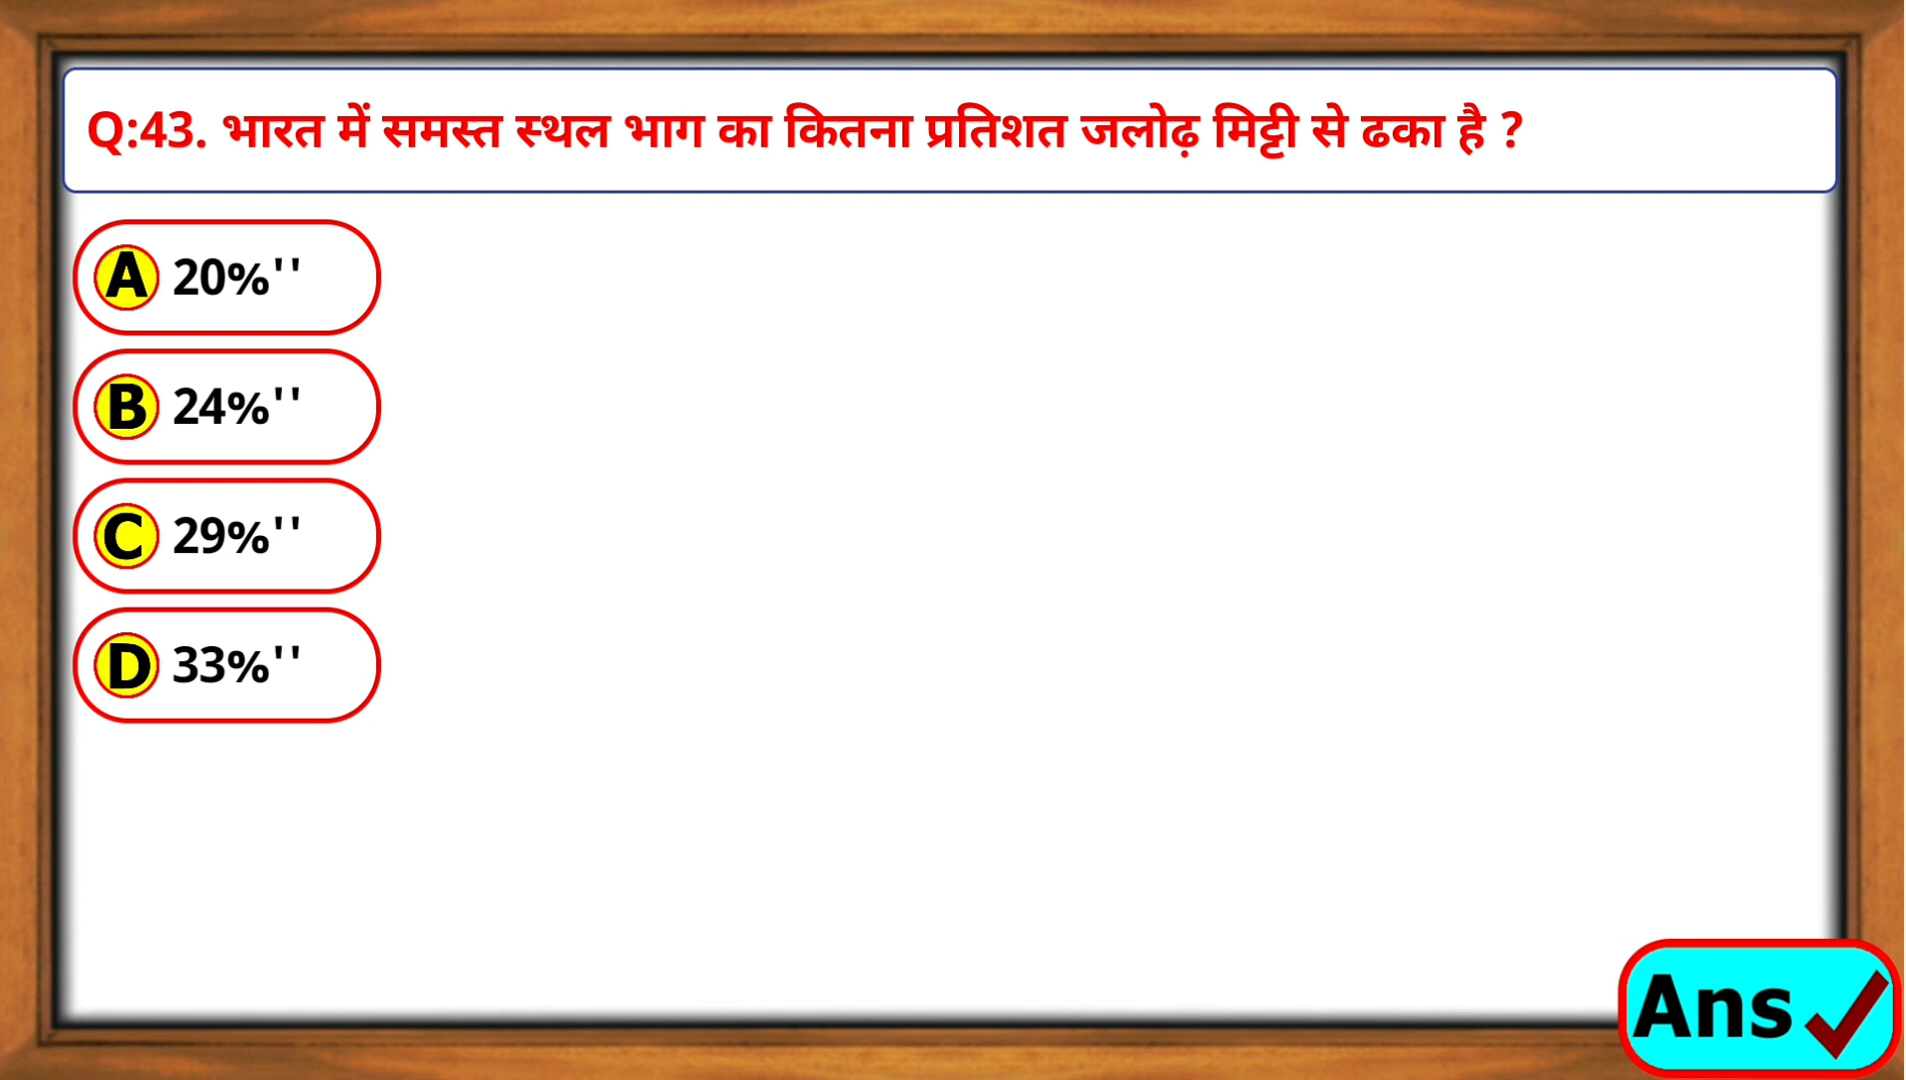 Q:43. भारत में समस्त स्थल भाग का कितना प्रतिशत जलोढ़ मिट्टी से ढका है ?
A 20%''
B 24%''
C 29%''
D 33%''
Ans